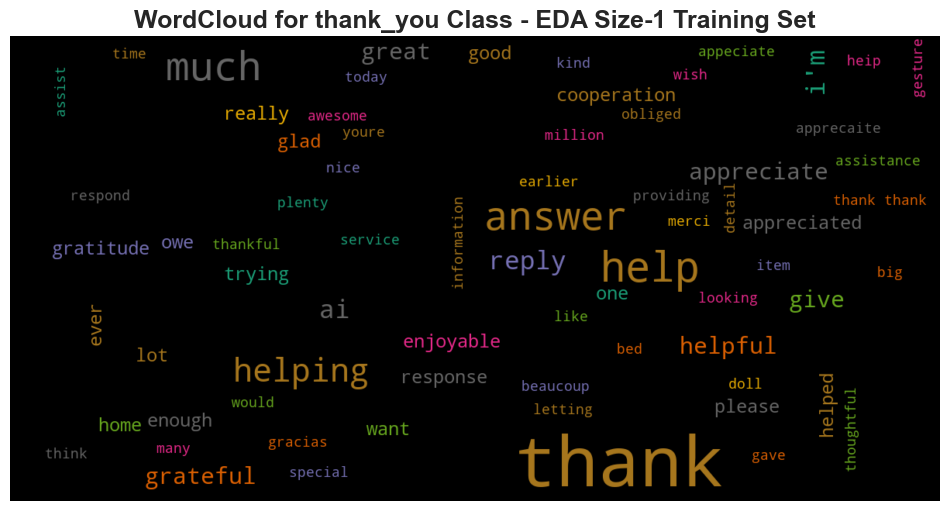 WordCloud for thank_you Class - EDA Size-1 Training Set
time
much
great
good
kind
appeciate
i'm
heip
gesture
assist
today
wish
really
awesome
cooperation
obliged
glad
youre
million
apprecaite
nice
appreciate
assistance
respond
plenty
earlier
providing
detail
thank thank
information
answer
merci
appreciated
gratitude
owe
thankful
service
reply
help
item
big
trying
one
looking
give
ever
ai
like
lot
enjoyable
bed
helpful
helping
response
beaucoup
doll
helped
thoughtful
would
letting
please
home
enough
want
think
many
gracias
thank
gave
grateful
special